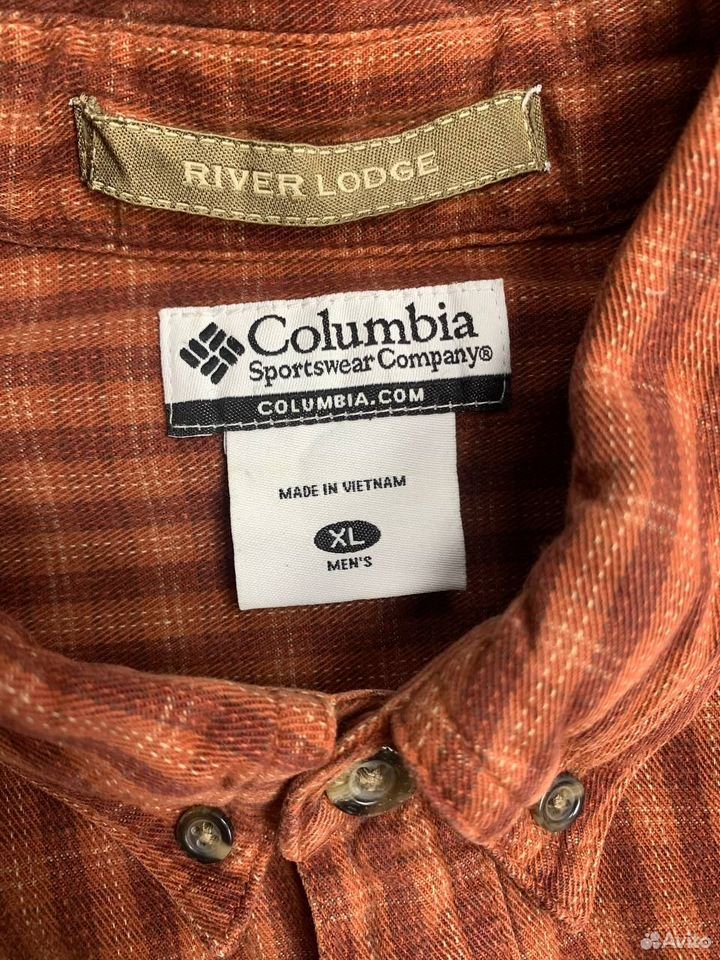 RIVER LODGE
Columbia
Sportswear Company®
COLUMBIA.COM
MADE IN VIETNAM
XL
MEN'S
Avito